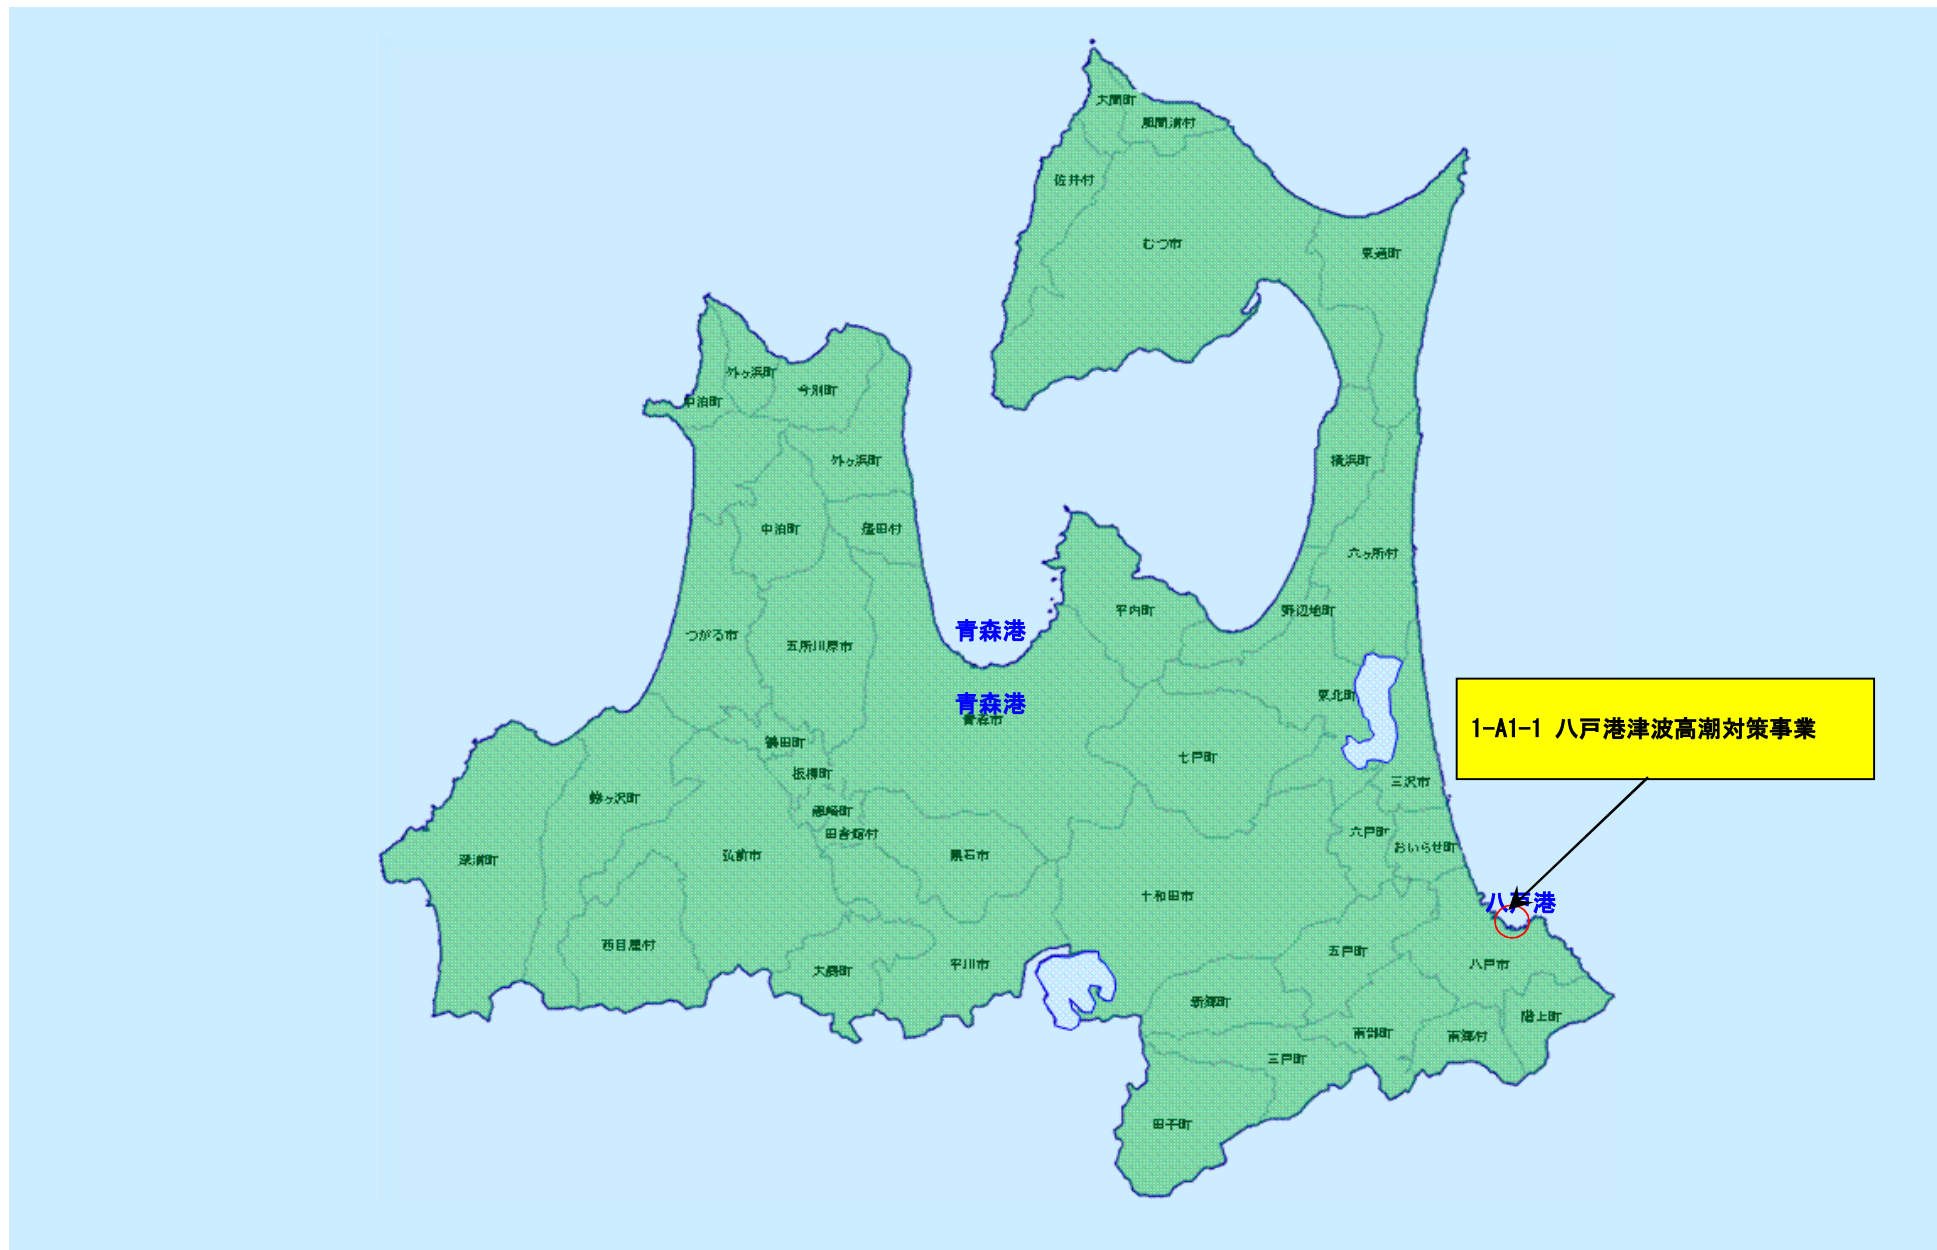 大間町
風間浦村
佐井村
むつ市
東通町
外ヶ浜町
今別町
中泊町
外ヶ浜町
横浜町
中泊町
蓬田村
六ヶ所村
平内町
野辺地町
青森港
つがる市
五所川原市
東北町
青森港
青森市
1-A1-1 八戸港津波高潮対策事業
鶴田町
七戸町
板柳町
三沢市
鰺ヶ沢町
藤崎町
田舎館村
六戸町
おいらせ町
深浦町
弘前市
黒石市
十和田市
八戸港
西目屋村
五戸町
大鰐町
平川市
八戸市
新郷町
階上町
南部町
南郷村
三戸町
田子町